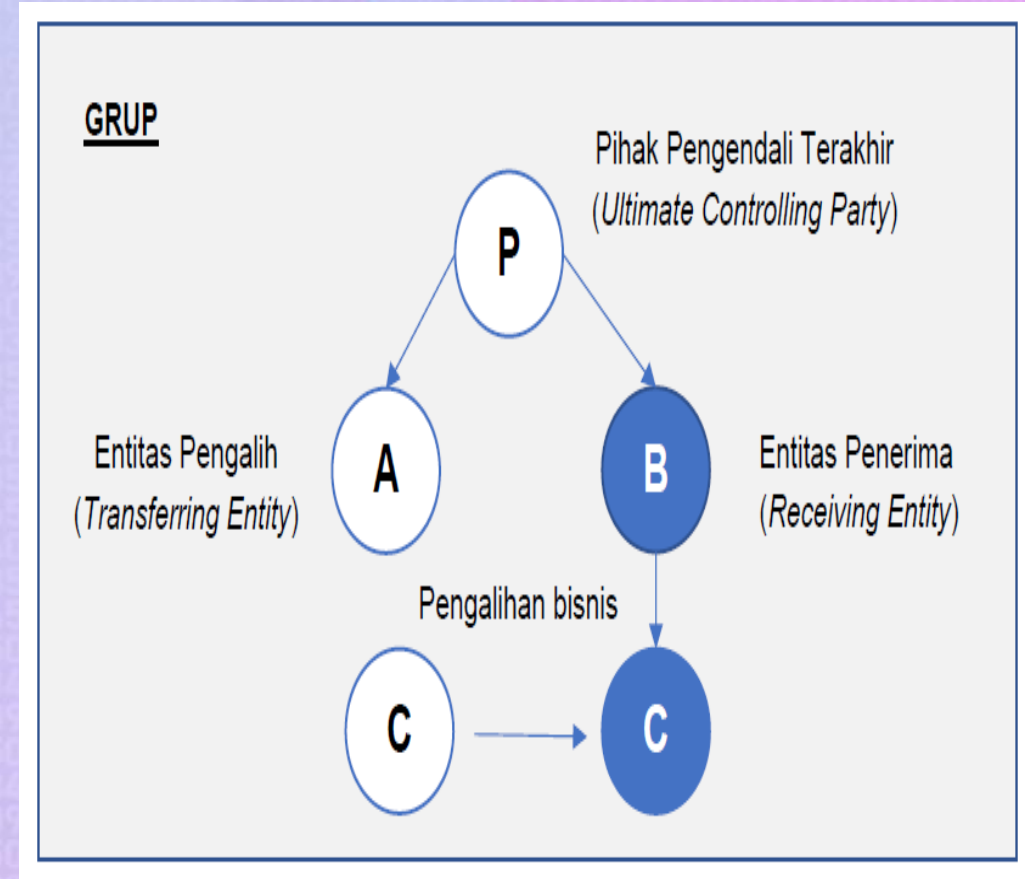 GRUP
Pihak Pengendali Terakhir
(Ultimate Controlling Party)
P
Entitas Pengalih
(Transferring Entity)
A
B
Entitas Penerima
(Receiving Entity)
Pengalihan bisnis
C
C